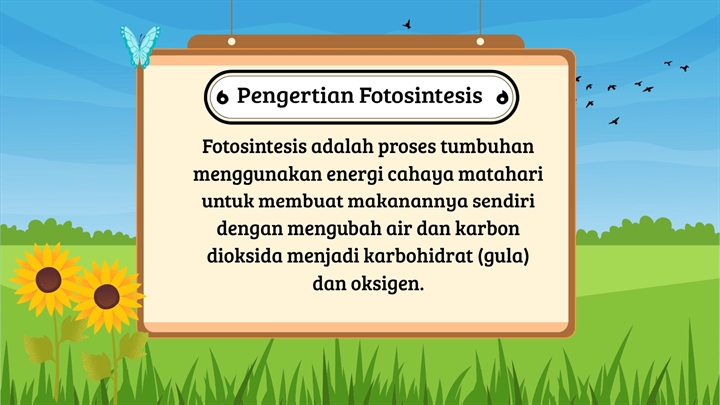 Pengertian Fotosintesis
Fotosintesis adalah proses tumbuhan
menggunakan energi cahaya matahari
untuk membuat makanannya sendiri
dengan mengubah air dan karbon
dioksida menjadi karbohidrat (gula)
dan oksigen.